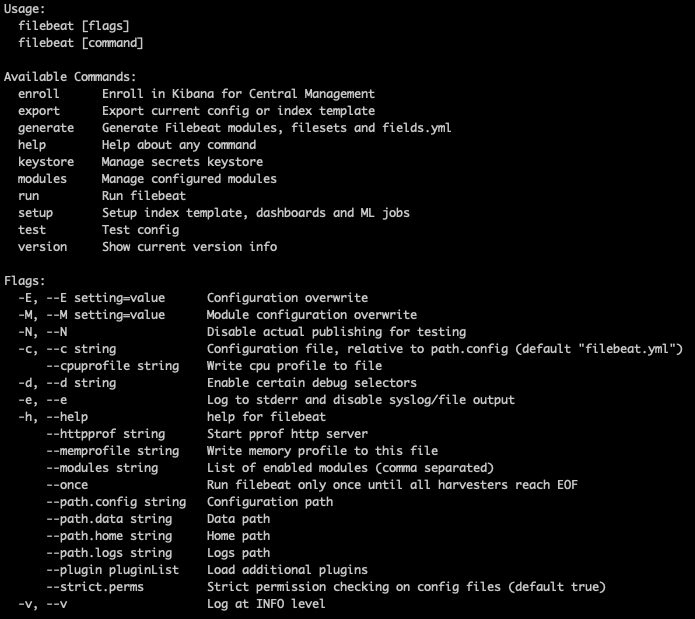 Usage:
  filebeat [flags]
  filebeat [command]

Available Commands:
  enroll      Enroll in Kibana for Central Management
  export      Export current config or index template
  generate    Generate Filebeat modules, filesets and fields.yml
  help        Help about any command
  keystore    Manage secrets keystore
  modules     Manage configured modules
  run         Run filebeat
  setup       Setup index template, dashboards and ML jobs
  test        Test config
  version     Show current version info

Flags:
  -E, --E setting=value      Configuration overwrite
  -M, --M setting=value      Module configuration overwrite
  -N, --N                    Disable actual publishing for testing
  -c, --c string             Configuration file, relative to path.config (default "filebeat.yml")
      --cpuprofile string    Write cpu profile to file
  -d, --d string             Enable certain debug selectors
  -e, --e                    Log to stderr and disable syslog/file output
  -h, --help                 help for filebeat
      --httpprof string      Start pprof http server
      --memprofile string    Write memory profile to this file
      --modules string       List of enabled modules (comma separated)
      --once                 Run filebeat only once until all harvesters reach EOF
      --path.config string   Configuration path
      --path.data string     Data path
      --path.home string     Home path
      --path.logs string     Logs path
      --plugin pluginList    Load additional plugins
      --strict.perms         Strict permission checking on config files (default true)
  -v, --v                    Log at INFO level